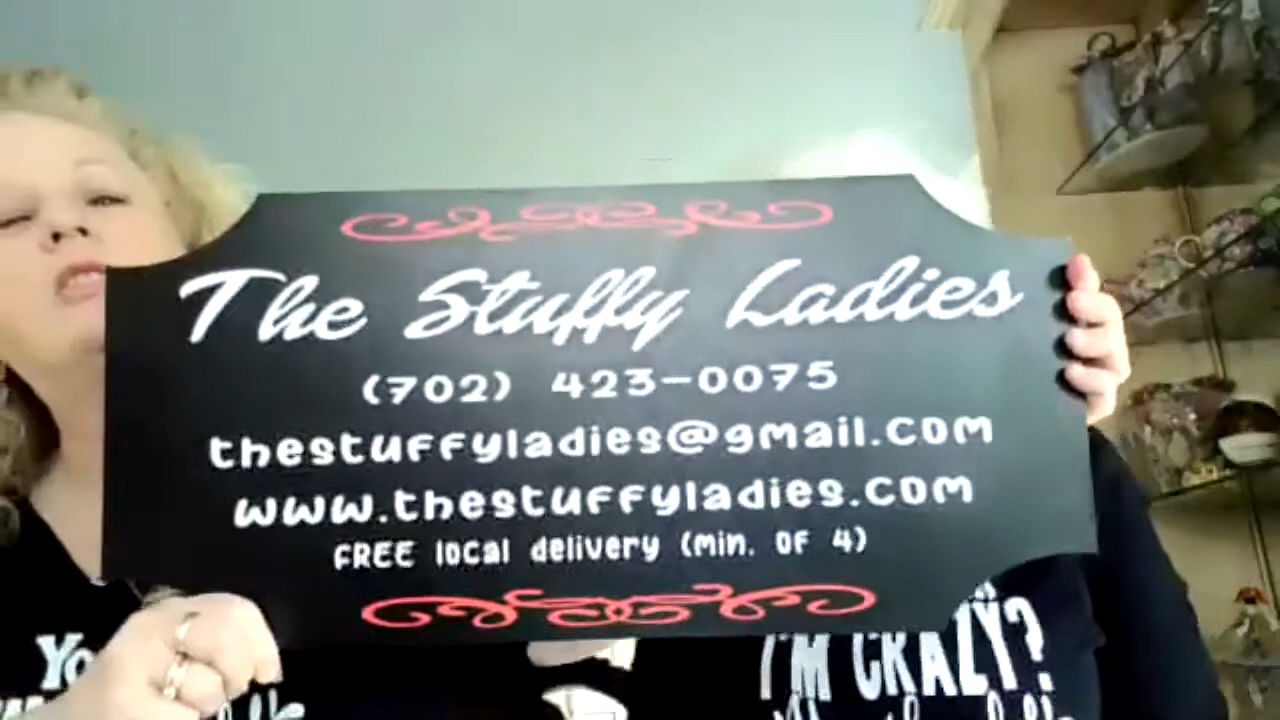 The Stuffy Ladies
(702) 423-0075
thestuffyladies@gmail.com
www.thestuffyladies.com
FREE local delivery (min. OF 4)
I'M CRAZY?